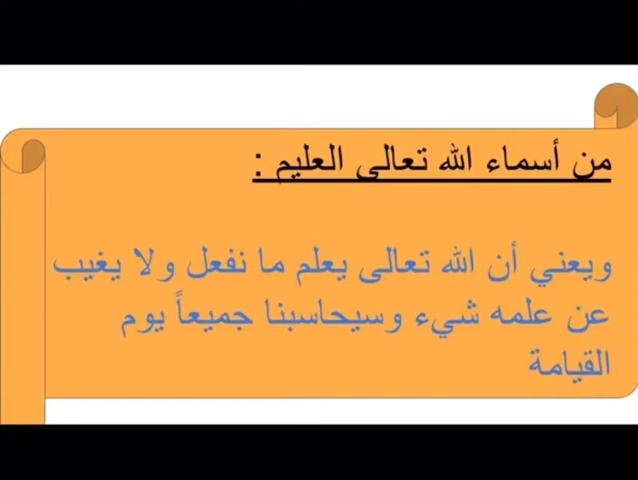 من أسماء الله تعالى العليم :
ويعني أن الله تعالى يعلم ما نفعل ولا يغيب
عن علمه شيء وسيحاسبنا جميعاً يوم
القيامة